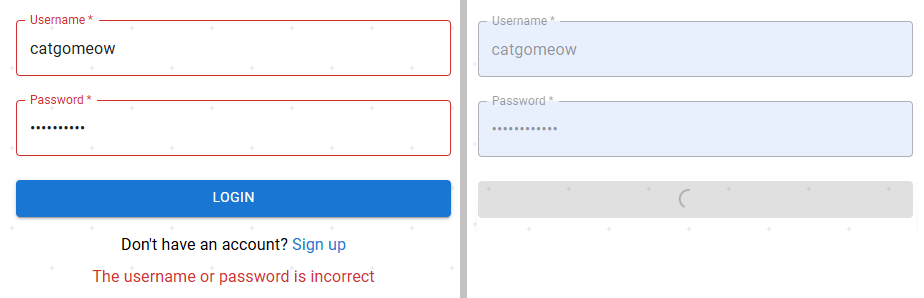 Username *
catgomeow
Password *
••••••••••
LOGIN
Don't have an account? Sign up
The username or password is incorrect
Username *
catgomeow
Password *
••••••••••••